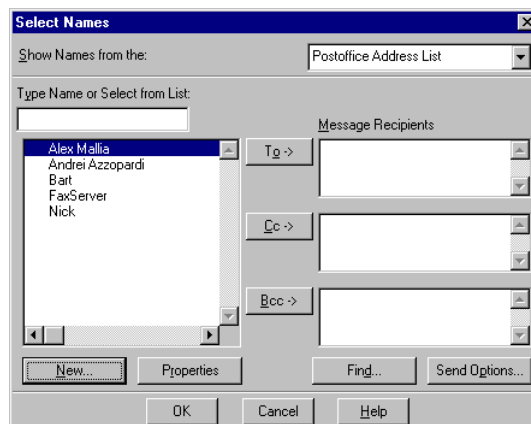 Select Names
Show Names from the:
Postoffice Address List
Type Name or Select from List:
Message Recipients
Alex Mallia
Andrei Azzopardi
Bart
FaxServer
Nick
To ->
Cc ->
Bcc ->
New...
Properties
Find...
Send Options...
OK
Cancel
Help